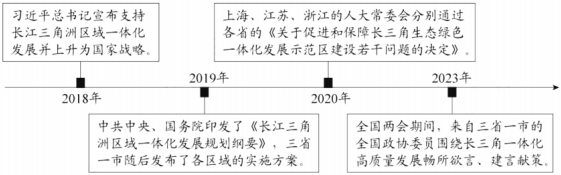 习近平总书记宣布支持
长江三角洲区域一体化
发展并上升为国家战略。
上海、江苏、浙江的人大常委会分别通过
各省的《关于促进和保障长三角生态绿色
一体化发展示范区建设若干问题的决定》。
2019年
2023年
2018年
2020年
中共中央、国务院印发了《长江三角
洲区域一体化发展规划纲要》，三省
一市随后发布了各区域的实施方案。
全国两会期间，来自三省一市的
全国政协委员围绕长三角一体化
高质量发展畅所欲言、建言献策。